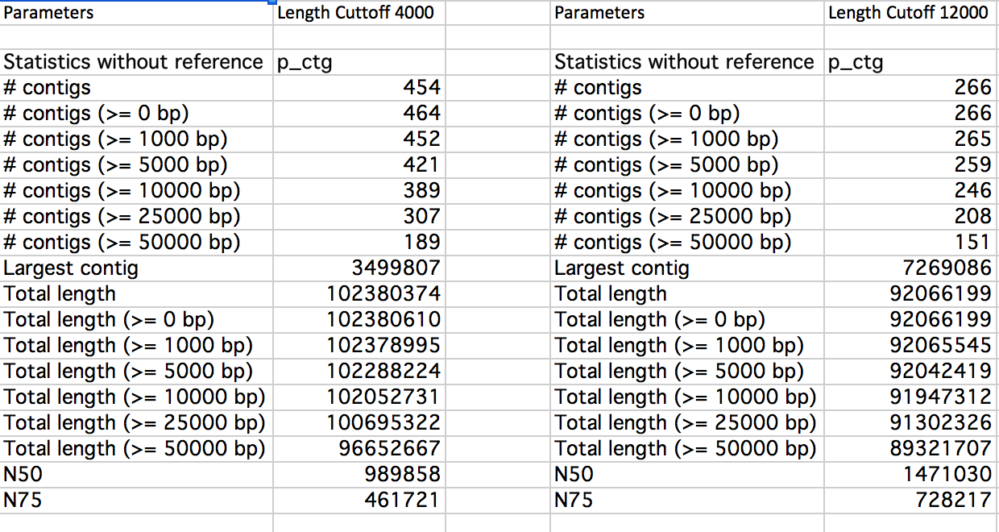 Parameters Length Cuttoff 4000 Parameters Length Cutoff 12000
Statistics without reference p_ctg Statistics without reference p_ctg
# contigs 454 # contigs 266
# contigs (>= 0 bp) 464 # contigs (>= 0 bp) 266
# contigs (>= 1000 bp) 452 # contigs (>= 1000 bp) 265
# contigs (>= 5000 bp) 421 # contigs (>= 5000 bp) 259
# contigs (>= 10000 bp) 389 # contigs (>= 10000 bp) 246
# contigs (>= 25000 bp) 307 # contigs (>= 25000 bp) 208
# contigs (>= 50000 bp) 189 # contigs (>= 50000 bp) 151
Largest contig 3499807 Largest contig 7269086
Total length 102380374 Total length 92066199
Total length (>= 0 bp) 102380610 Total length (>= 0 bp) 92066199
Total length (>= 1000 bp) 102378995 Total length (>= 1000 bp) 92065545
Total length (>= 5000 bp) 102288224 Total length (>= 5000 bp) 92042419
Total length (>= 10000 bp) 102052731 Total length (>= 10000 bp) 91947312
Total length (>= 25000 bp) 100695322 Total length (>= 25000 bp) 91302326
Total length (>= 50000 bp) 96652667 Total length (>= 50000 bp) 89321707
N50 989858 N50 1471030
N75 461721 N75 728217